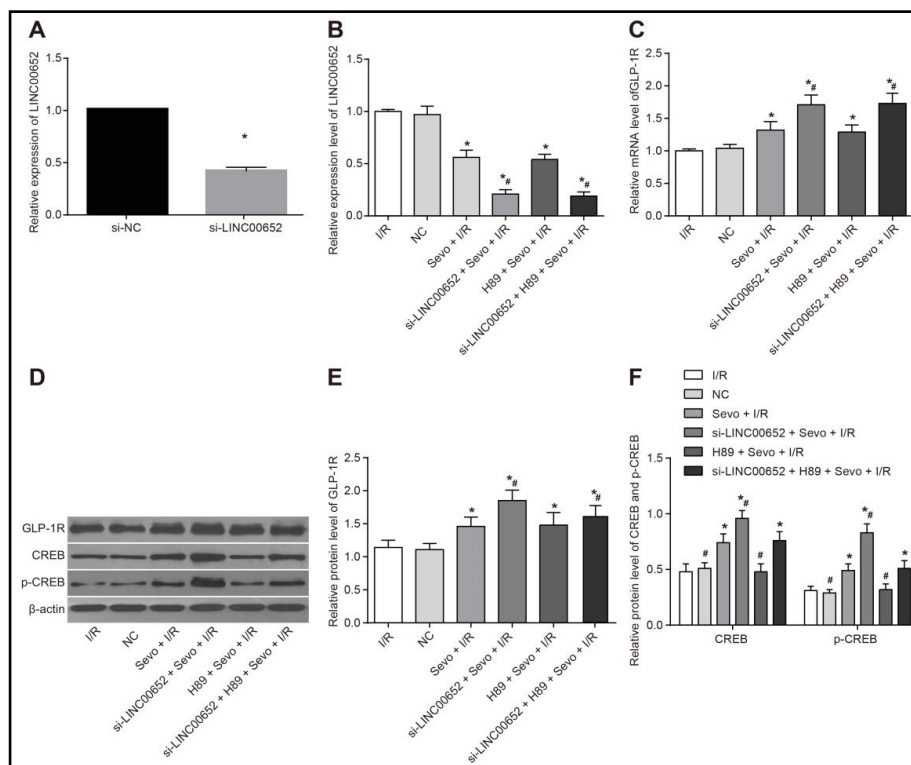 A
Relative expression of LINC00652
1.5
1.0
0.5
0.0
*
si-NC
si-LINC00652
B
Relative expression level of LINC00652
1.5
1.0
0.5
0.0
*
*#
*
*#
I/R
NC
Sevo + I/R
si-LINC00652 + Sevo + I/R
H89 + Sevo + I/R
si-LINC00652 + H89 + Sevo + I/R
C
Relative mRNA level ofGLP-1R
2.5
2.0
1.5
1.0
0.5
0.0
*
*#
*
*#
I/R
NC
Sevo + I/R
si-LINC00652 + Sevo + I/R
H89 + Sevo + I/R
si-LINC00652 + H89 + Sevo + I/R
D
GLP-1R
CREB
p-CREB
β-actin
I/R
NC
Sevo + I/R
si-LINC00652 + Sevo + I/R
H89 + Sevo + I/R
si-LINC00652 + H89 + Sevo + I/R
E
Relative protein level of GLP-1R
2.5
2.0
1.5
1.0
0.5
0.0
*
*#
*
*#
I/R
NC
Sevo + I/R
si-LINC00652 + Sevo + I/R
H89 + Sevo + I/R
si-LINC00652 + H89 + Sevo + I/R
F
I/R
NC
Sevo + I/R
si-LINC00652 + Sevo + I/R
H89 + Sevo + I/R
si-LINC00652 + H89 + Sevo + I/R
Relative protein level of CREB and p-CREB
1.5
1.0
0.5
0.0
#
*
*#
#
*
#
*
*#
#
*
CREB
p-CREB